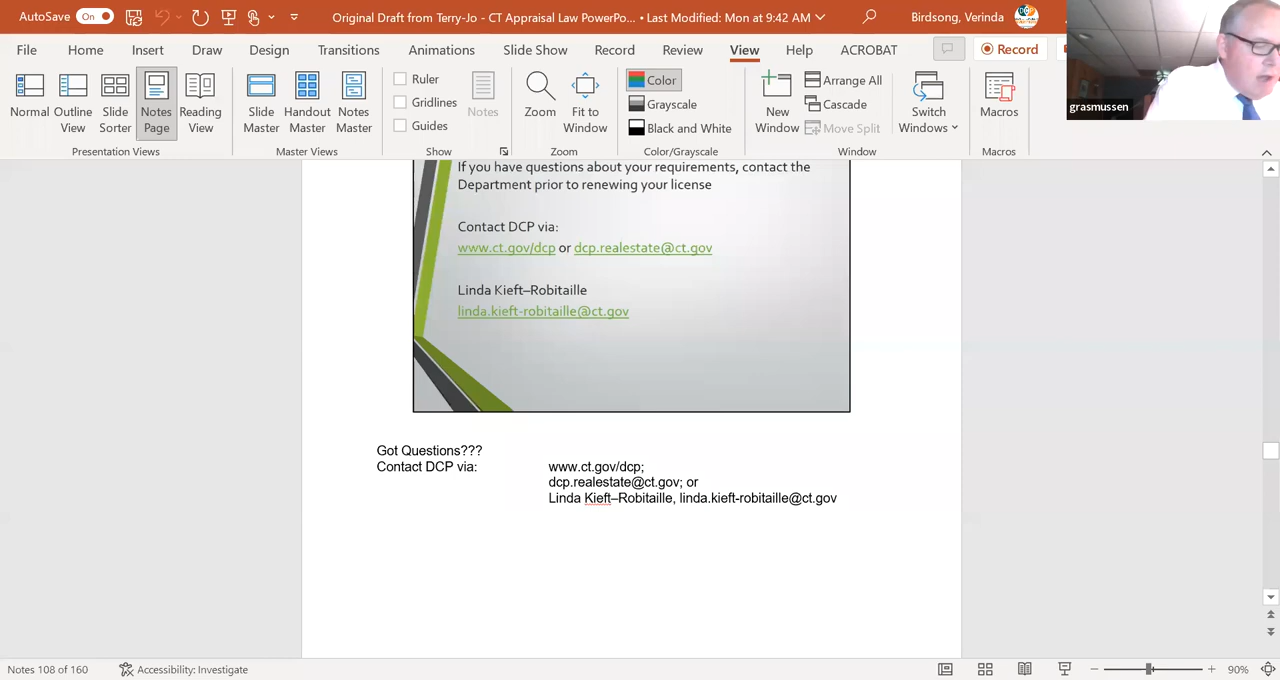 AutoSave On Original Draft from Terry-Jo - CT Appraisal Law PowerPo... • Last Modified: Mon at 9:42 AM Birdsong, Verinda
File Home Insert Draw Design Transitions Animations Slide Show Record Review View Help ACROBAT Record
Normal Outline View Slide Sorter Notes Page Reading View
Presentation Views
Slide Master Handout Master Notes Master
Master Views
Ruler
Gridlines
Guides
Notes
Show
Zoom Fit to Window
Zoom
Color
Grayscale
Black and White
Color/Grayscale
New Window
Arrange All
Cascade
Move Split
Switch Windows
Window
Macros
Macros
grasmussen
If you have questions about your requirements, contact the
Department prior to renewing your license
Contact DCP via:
www.ct.gov/dcp or dcp.realestate@ct.gov
Linda Kieft–Robitaille
linda.kieft-robitaille@ct.gov
Got Questions???
Contact DCP via: www.ct.gov/dcp;
dcp.realestate@ct.gov; or
Linda Kieft–Robitaille, linda.kieft-robitaille@ct.gov
Notes 108 of 160 Accessibility: Investigate 90%